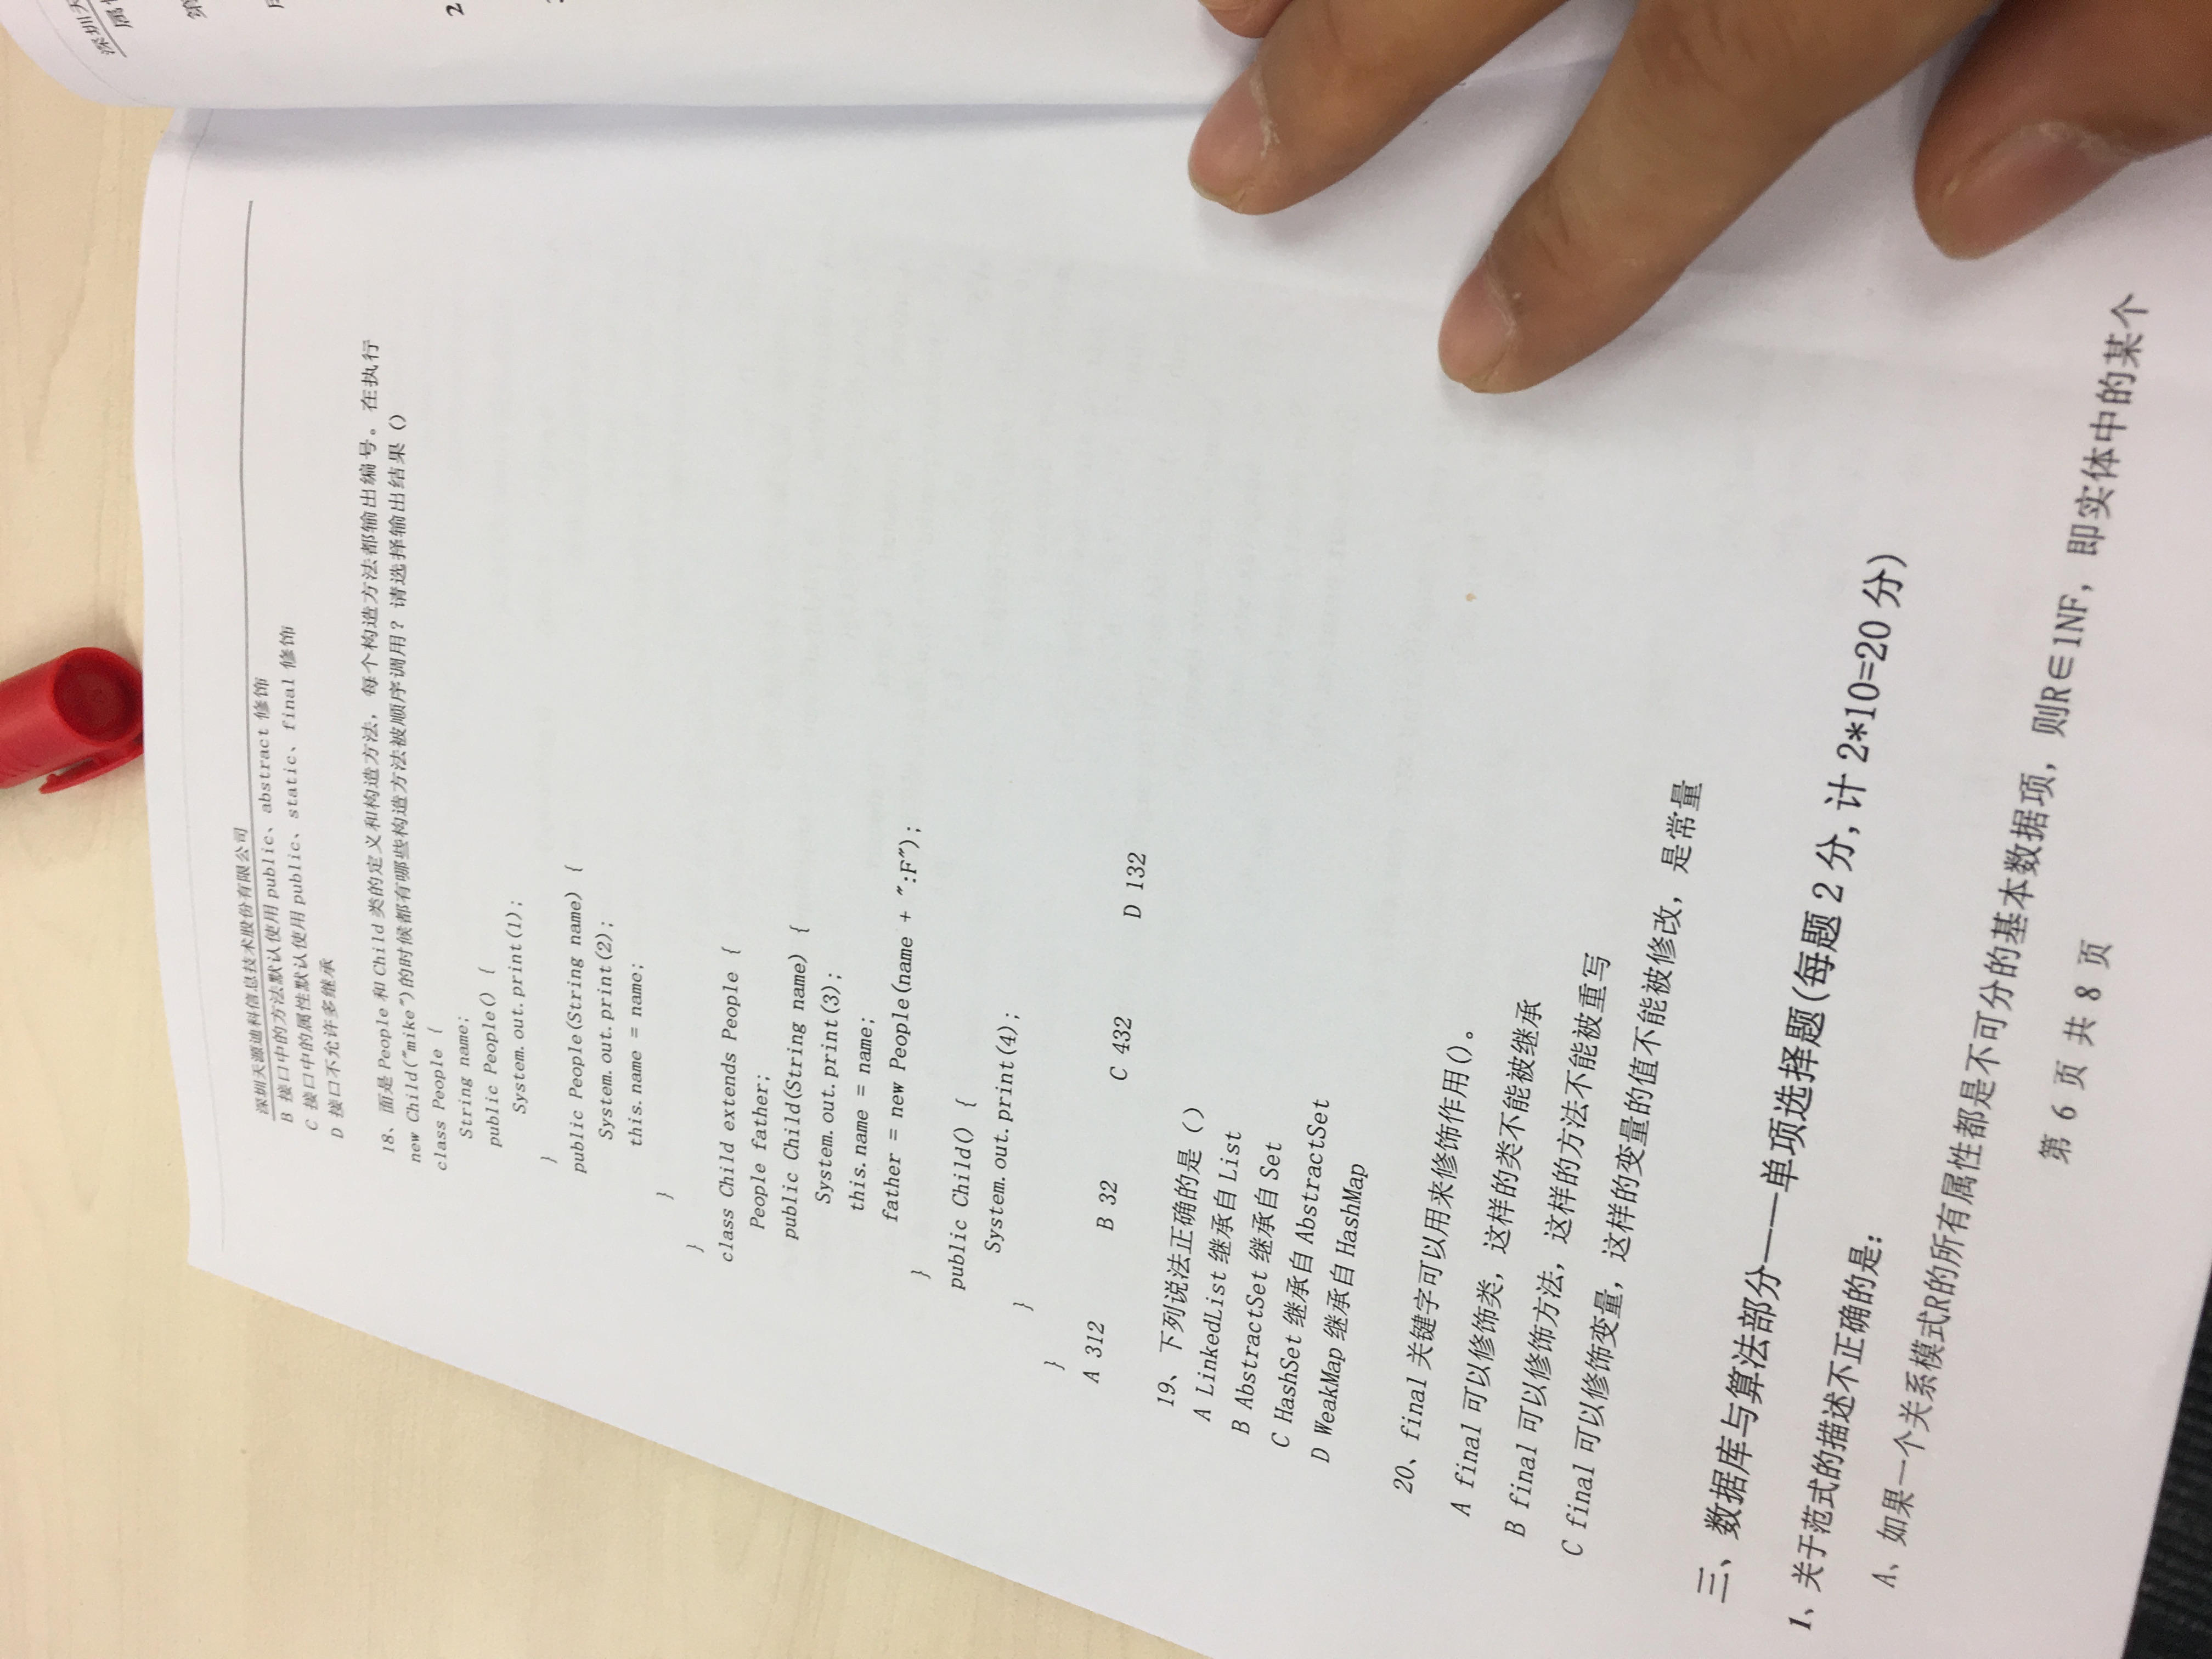 深圳天源迪科信息技术股份有限公司
B 接口中的方法默认使用 public、abstract 修饰
C 接口中的属性默认使用 public、static、final 修饰
D 接口不允许多继承
18、面是 People 和 Child 类的定义和构造方法，每个构造方法都输出编号。在执行
new Child("mike")的时候都有哪些构造方法被顺序调用？请选择输出结果()
class People {
String name;
public People() {
System.out.print(1);
}
public People(String name) {
System.out.print(2);
this.name = name;
}
}
class Child extends People {
People father;
public Child(String name) {
System.out.print(3);
this.name = name;
father = new People(name + ":F");
}
public Child() {
System.out.print(4);
}
}
A 312 B 32 C 432 D 132
19、下列说法正确的是（）
A LinkedList 继承自 List
B AbstractSet 继承自 Set
C HashSet 继承自 AbstractSet
D WeakMap 继承自 HashMap
20、final 关键字可以用来修饰作用()。
A final 可以修饰类，这样的类不能被继承
B final 可以修饰方法，这样的方法不能被重写
C final 可以修饰变量，这样的变量的值不能被修改，是常量
三、数据库与算法部分——单项选择题(每题 2 分,计 2*10=20 分)
1、关于范式的描述不正确的是：
A、如果一个关系模式R的所有属性都是不可分的基本数据项，则R∈1NF，即实体中的某个
第 6 页 共 8 页
深圳天
第
2